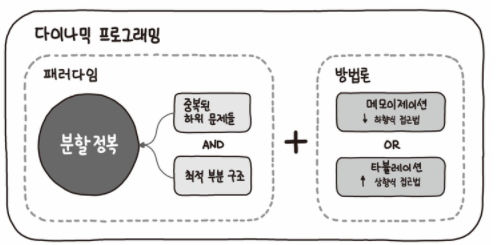 다이나믹 프로그래밍
패러다임
분할 정복
중복된
하위 문제들
AND
최적 부분 구조
+
방법론
메모이제이션
↓ 하향식 접근법
OR
타뷸레이션
↑ 상향식 접근법